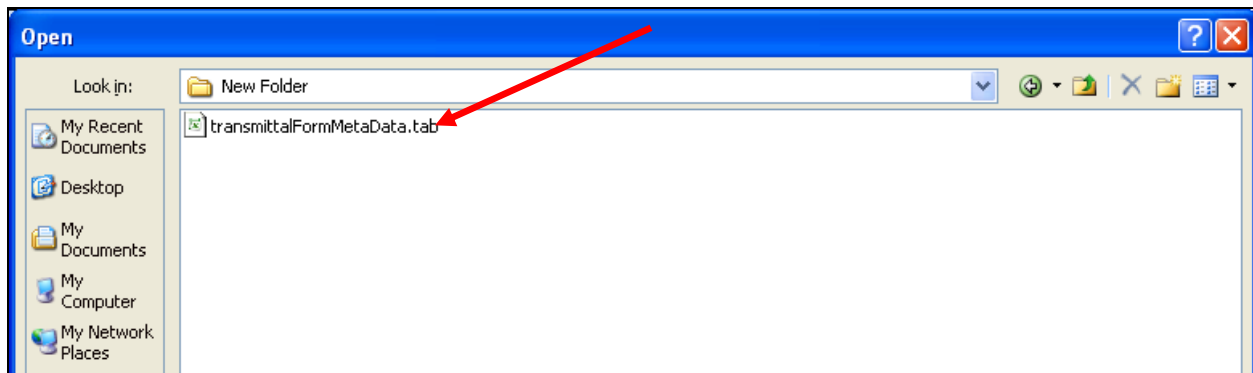 Open
Look in:
New Folder
transmittalFormMetaData.tab
My Recent
Documents
Desktop
My
Documents
My
Computer
My Network
Places